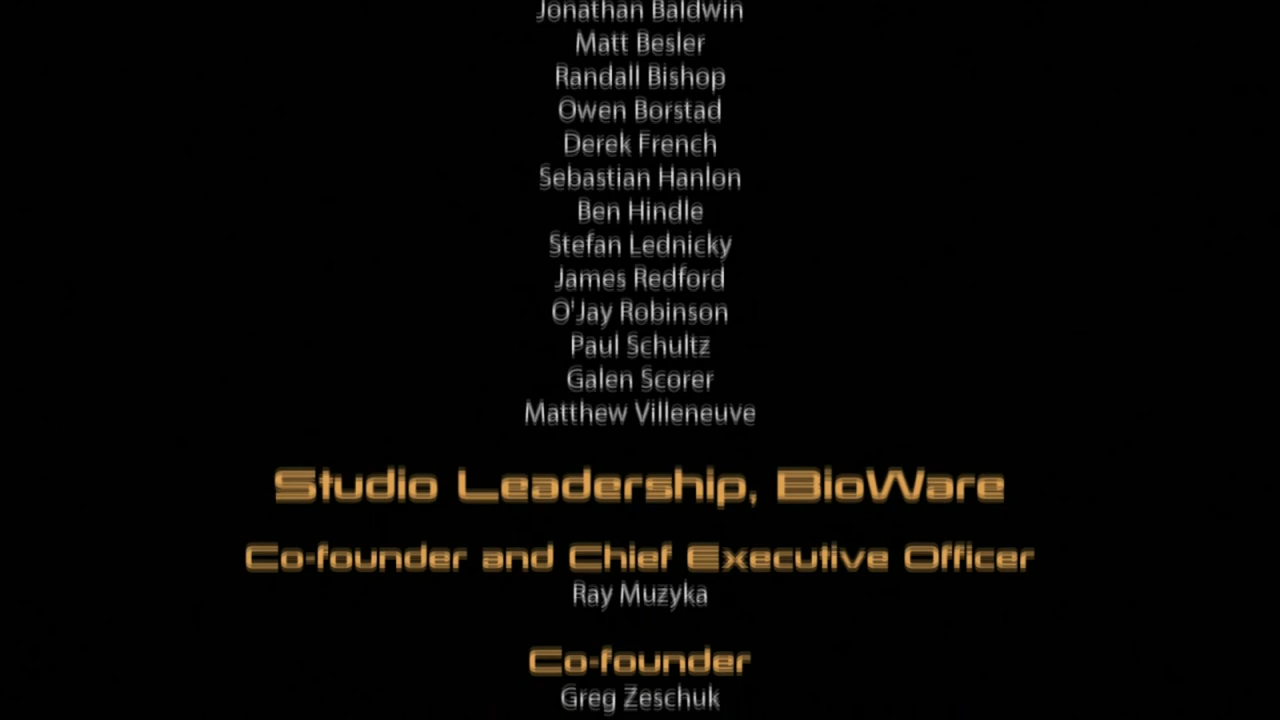 Jonathan Baldwin
Matt Besler
Randall Bishop
Owen Borstad
Derek French
Sebastian Hanlon
Ben Hindle
Stefan Lednicky
James Redford
O'Jay Robinson
Paul Schultz
Galen Scorer
Matthew Villeneuve
Studio Leadership, BioWare
Co-founder and Chief Executive Officer
Ray Muzyka
Co-founder
Greg Zeschuk